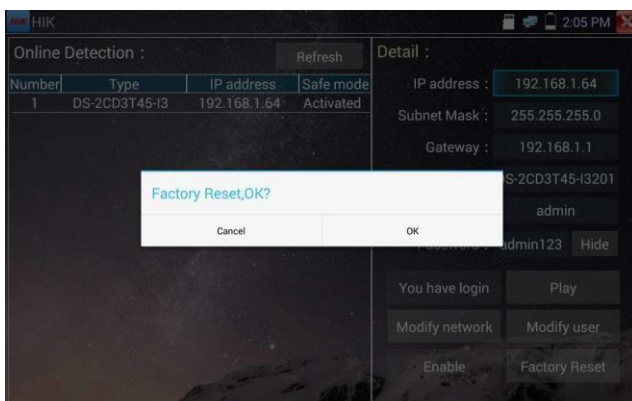 HIK HIK 2:05 PM
Online Detection : Refresh
Number Type IP address Safe mode
1 DS-2CD3T45-I3 192.168.1.64 Activated
Detail :
IP address : 192.168.1.64
Subnet Mask : 255.255.255.0
Gateway : 192.168.1.1
DS-2CD3T45-I3201
admin
Password : admin123 Hide
Factory Reset,OK?
Cancel OK
You have login Play
Modify network Modify user
Enable Factory Reset